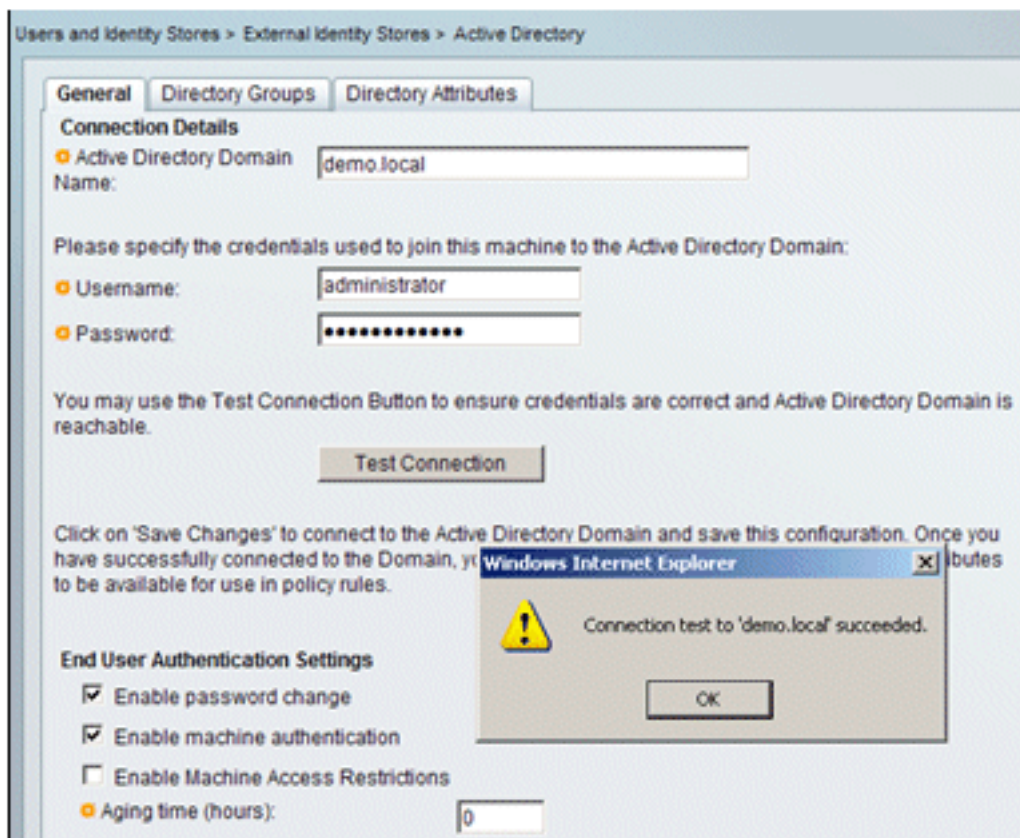 Users and Identity Stores > External Identity Stores > Active Directory
General Directory Groups Directory Attributes
Connection Details
Active Directory Domain
Name:
demo.local
Please specify the credentials used to join this machine to the Active Directory Domain:
Username:
administrator
Password:
••••••••••••
You may use the Test Connection Button to ensure credentials are correct and Active Directory Domain is
reachable.
Test Connection
Click on 'Save Changes' to connect to the Active Directory Domain and save this configuration. Once you
have successfully connected to the Domain,
to be available for use in policy rules.
Windows Internet Explorer
Connection test to 'demo.local' succeeded.
OK
End User Authentication Settings
Enable password change
Enable machine authentication
Enable Machine Access Restrictions
Aging time (hours):
0